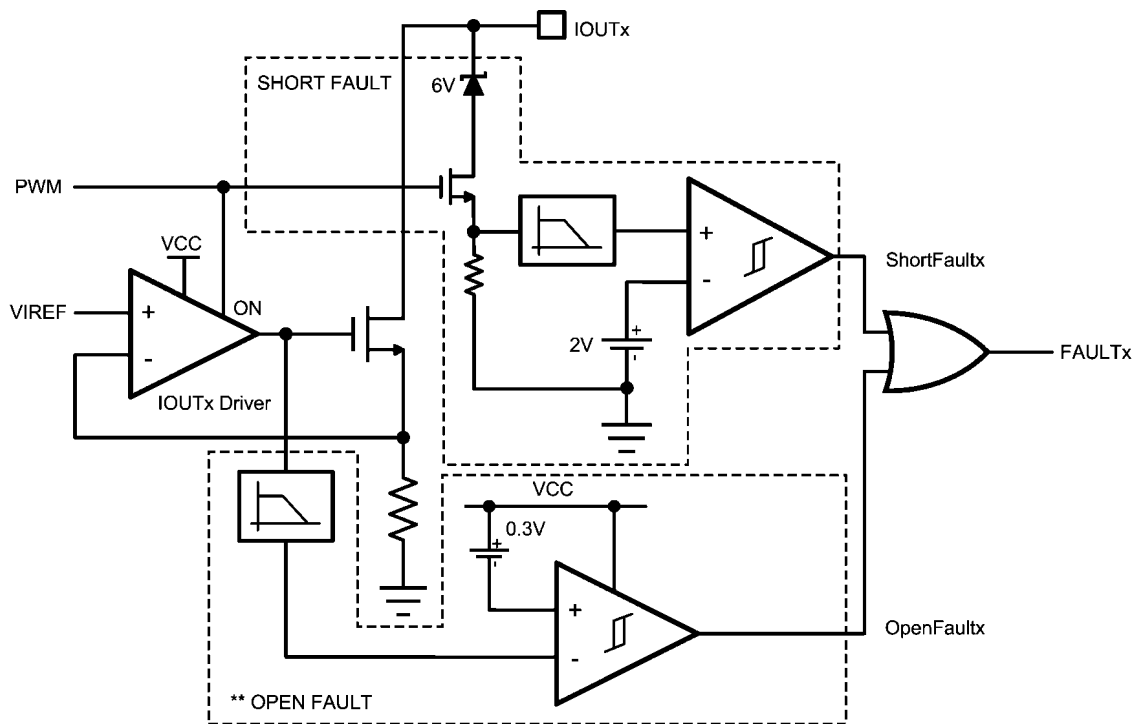 IOUTx
SHORT FAULT
6V
PWM
+
-
ShortFaultx
VCC
ON
VIREF
+
-
IOUTx Driver
2V
+
-
FAULTx
VCC
0.3V
+
-
+
-
OpenFaultx
** OPEN FAULT